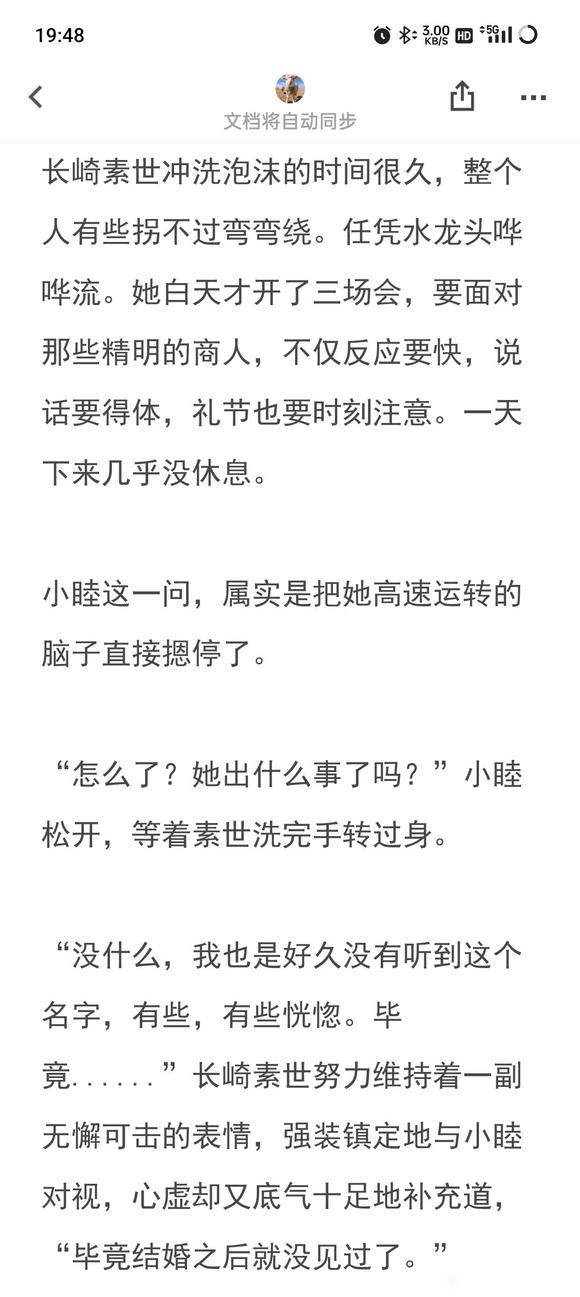 19:48
3.00 KB/S HD 5G
文档将自动同步
长崎素世冲洗泡沫的时间很久，整个
人有些拐不过弯弯绕。任凭水龙头哗
哗流。她白天才开了三场会，要面对
那些精明的商人，不仅反应要快，说
话要得体，礼节也要时刻注意。一天
下来几乎没休息。
小睦这一问，属实是把她高速运转的
脑子直接摁停了。
“怎么了？她出什么事了吗？”小睦
松开，等着素世洗完手转过身。
“没什么，我也是好久没有听到这个
名字，有些，有些恍惚。毕
竟......”长崎素世努力维持着一副
无懈可击的表情，强装镇定地与小睦
对视，心虚却又底气十足地补充道，
“毕竟结婚之后就没见过了。”